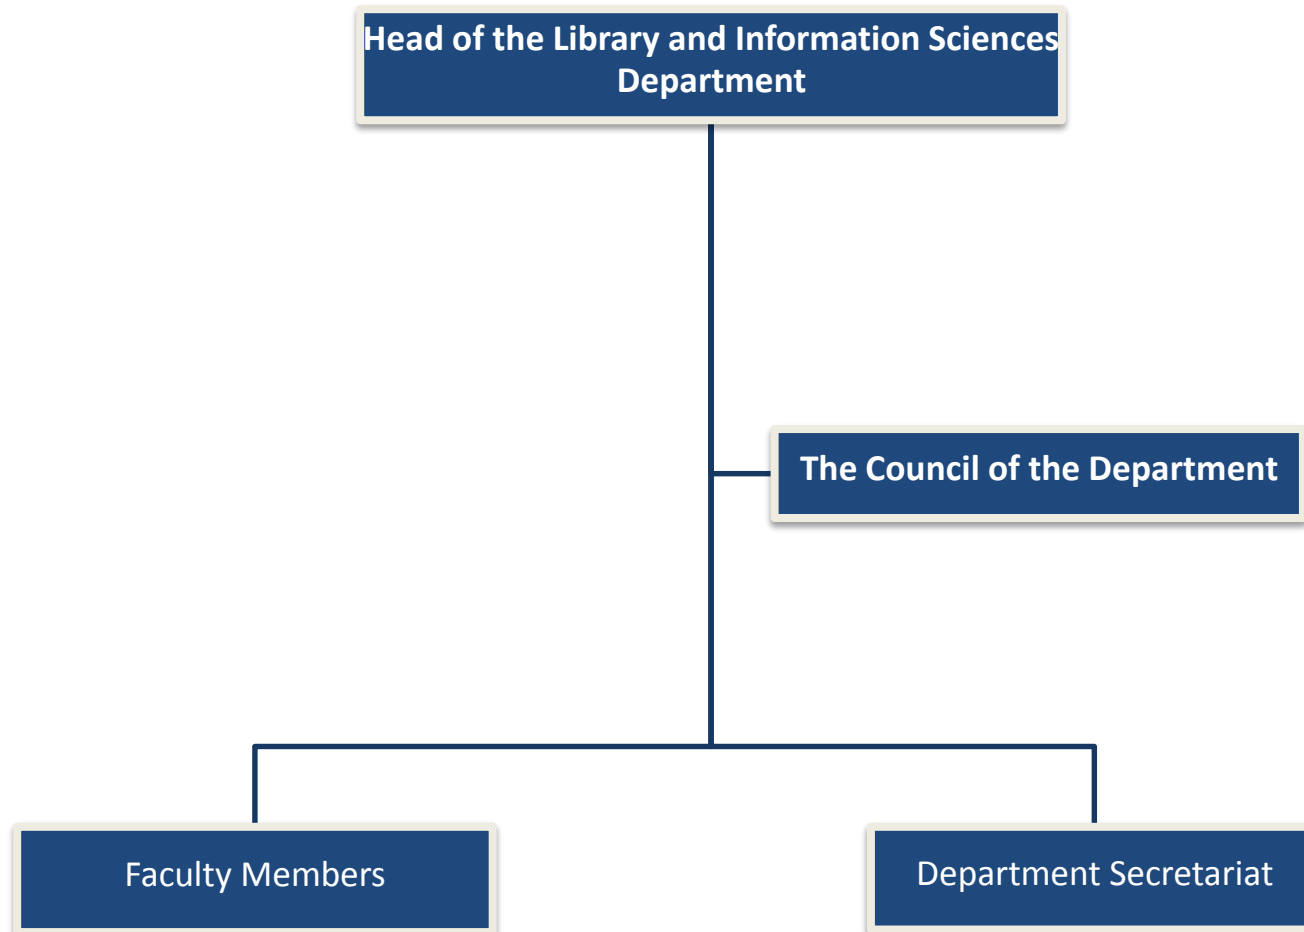 Head of the Library and Information Sciences
Department
The Council of the Department
Faculty Members
Department Secretariat